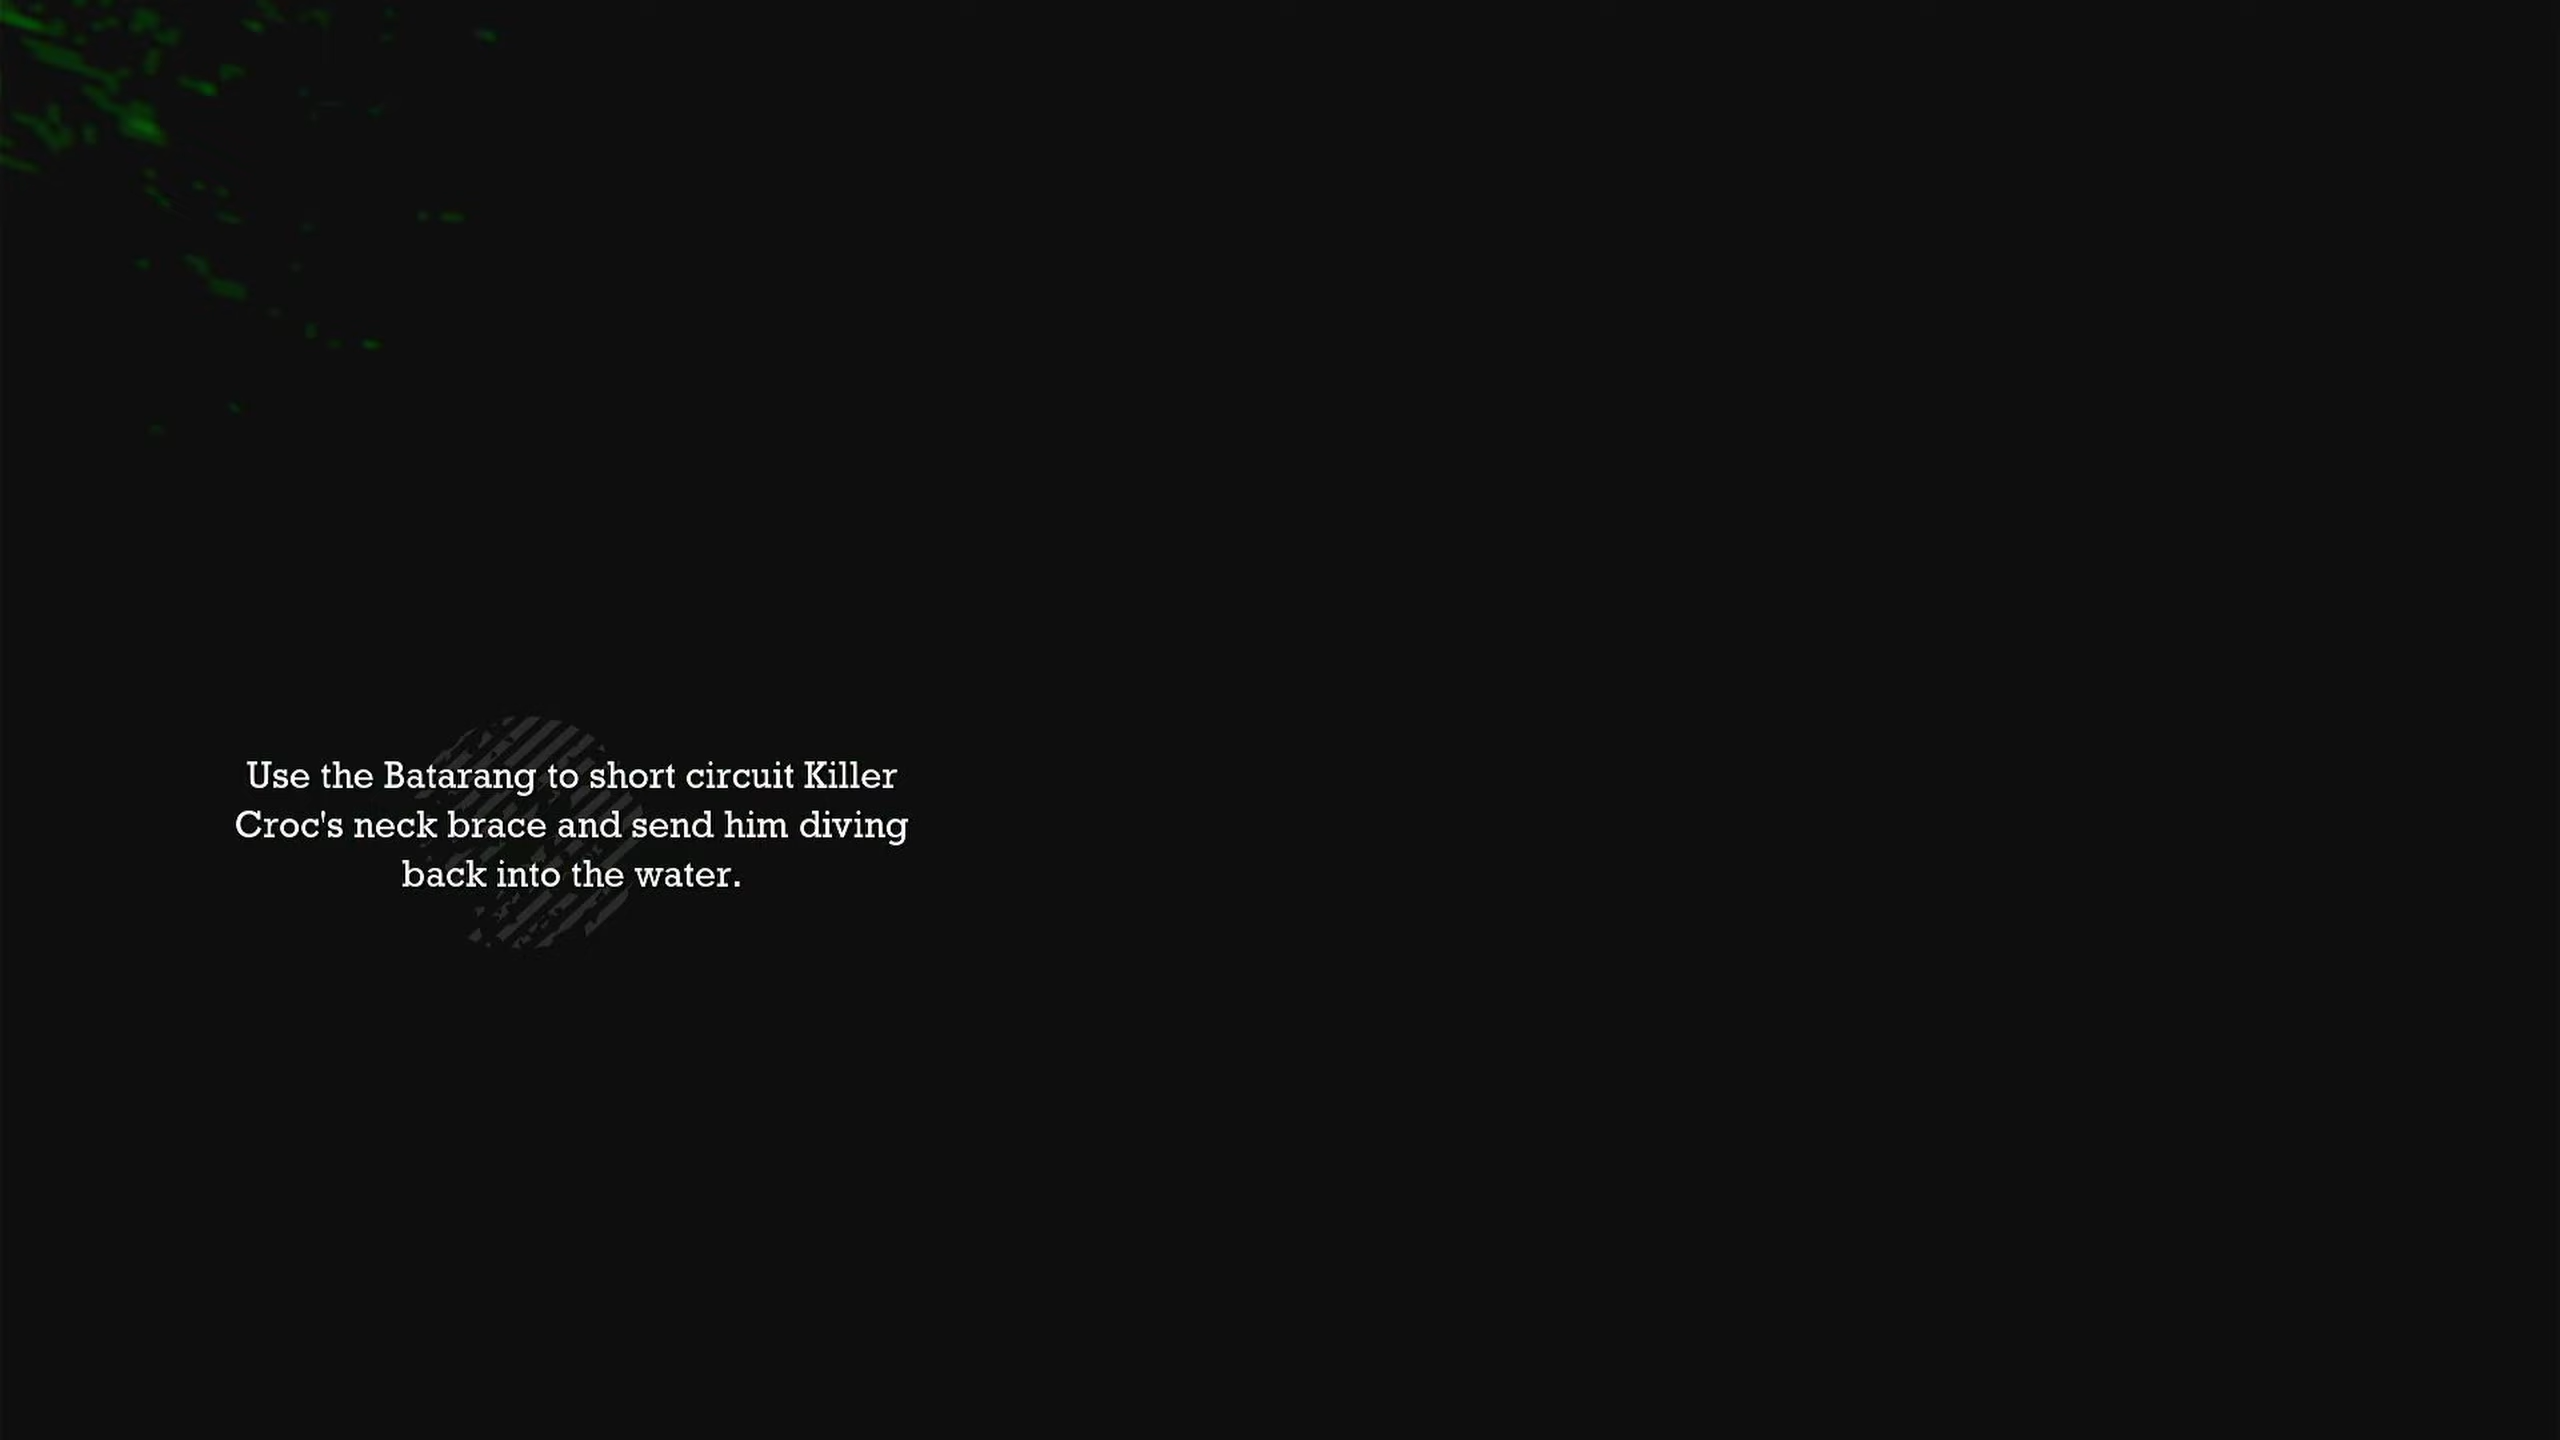 Use the Batarang to short circuit Killer
Croc's neck brace and send him diving
back into the water.